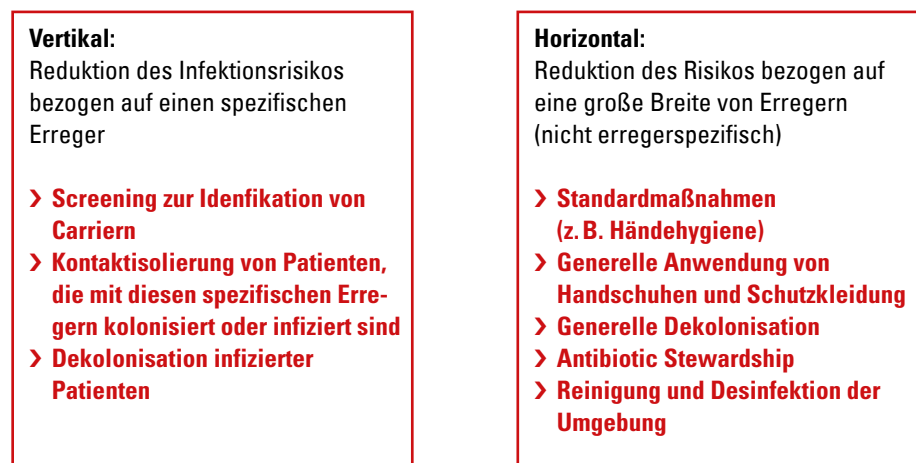 Vertikal:
Reduktion des Infektionsrisikos
bezogen auf einen spezifischen
Erreger
❯ Screening zur Idenfikation von
Carriern
❯ Kontaktisolierung von Patienten,
die mit diesen spezifischen Erre-
gern kolonisiert oder infiziert sind
❯ Dekolonisation infizierter
Patienten
Horizontal:
Reduktion des Risikos bezogen auf
eine große Breite von Erregern
(nicht erregerspezifisch)
❯ Standardmaßnahmen
(z. B. Händehygiene)
❯ Generelle Anwendung von
Handschuhen und Schutzkleidung
❯ Generelle Dekolonisation
❯ Antibiotic Stewardship
❯ Reinigung und Desinfektion der
Umgebung